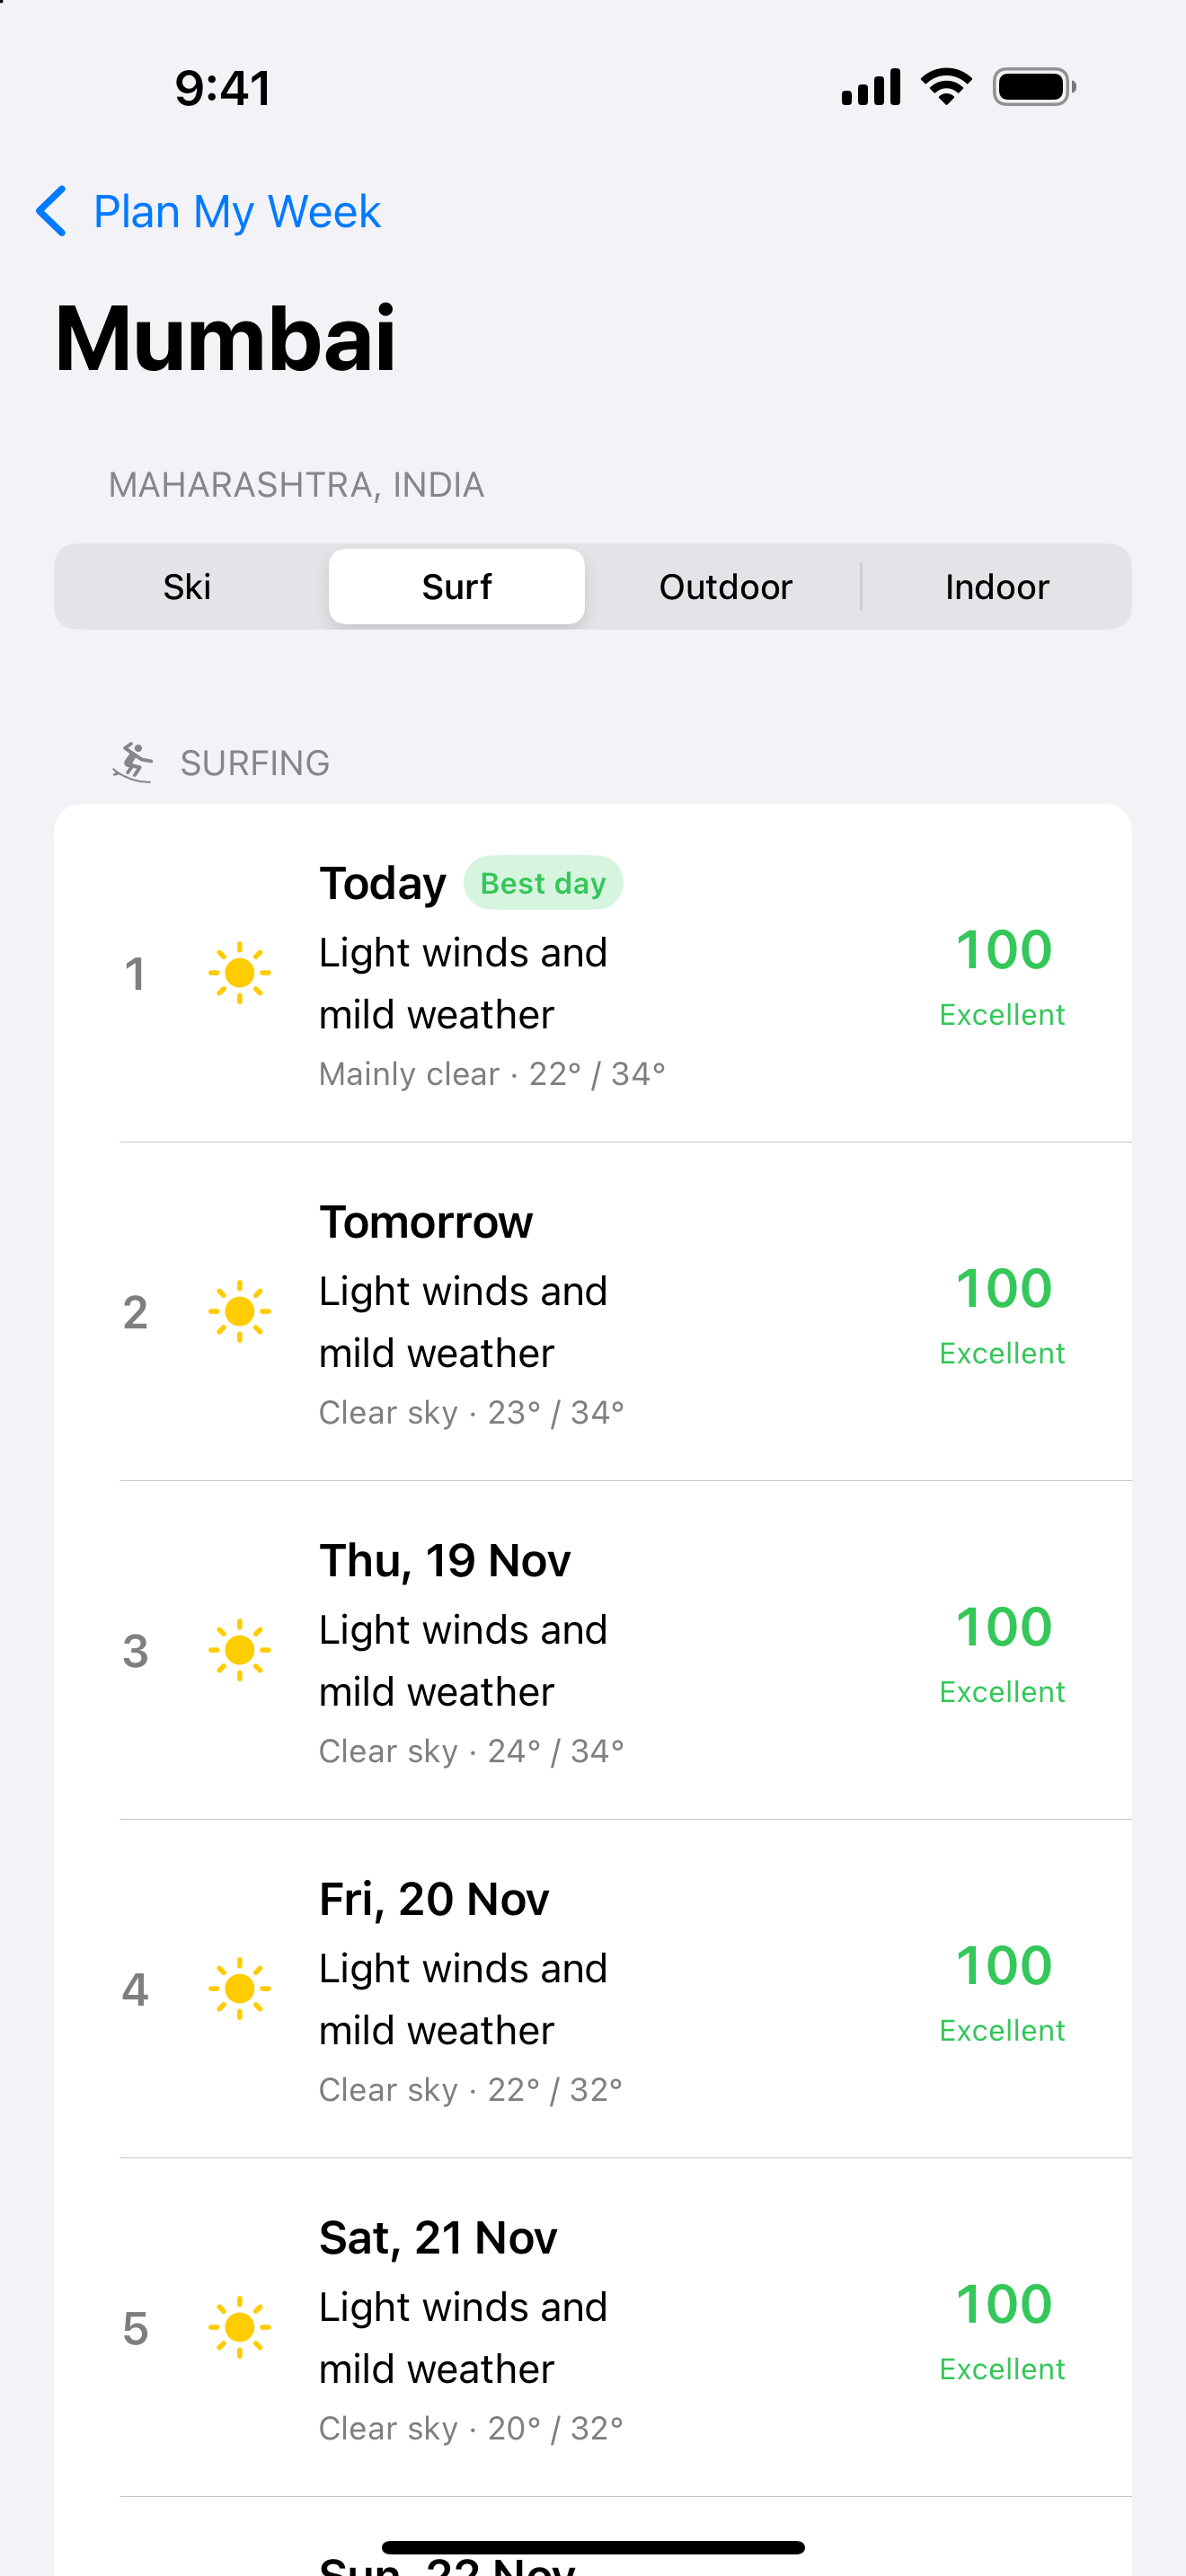 9:41
Plan My Week
Mumbai
MAHARASHTRA, INDIA
Ski Surf Outdoor Indoor
SURFING
Today Best day
1
Light winds and
mild weather
Mainly clear · 22° / 34°
100
Excellent
Tomorrow
2
Light winds and
mild weather
Clear sky · 23° / 34°
100
Excellent
Thu, 19 Nov
3
Light winds and
mild weather
Clear sky · 24° / 34°
100
Excellent
Fri, 20 Nov
4
Light winds and
mild weather
Clear sky · 22° / 32°
100
Excellent
Sat, 21 Nov
5
Light winds and
mild weather
Clear sky · 20° / 32°
100
Excellent
Sun, 22 Nov